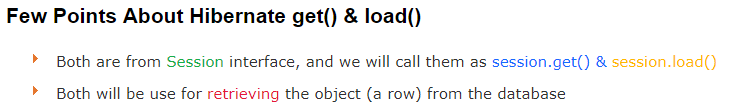 Few Points About Hibernate get() & load()
Both are from Session interface, and we will call them as session.get() & session.load()
Both will be use for retrieving the object (a row) from the database